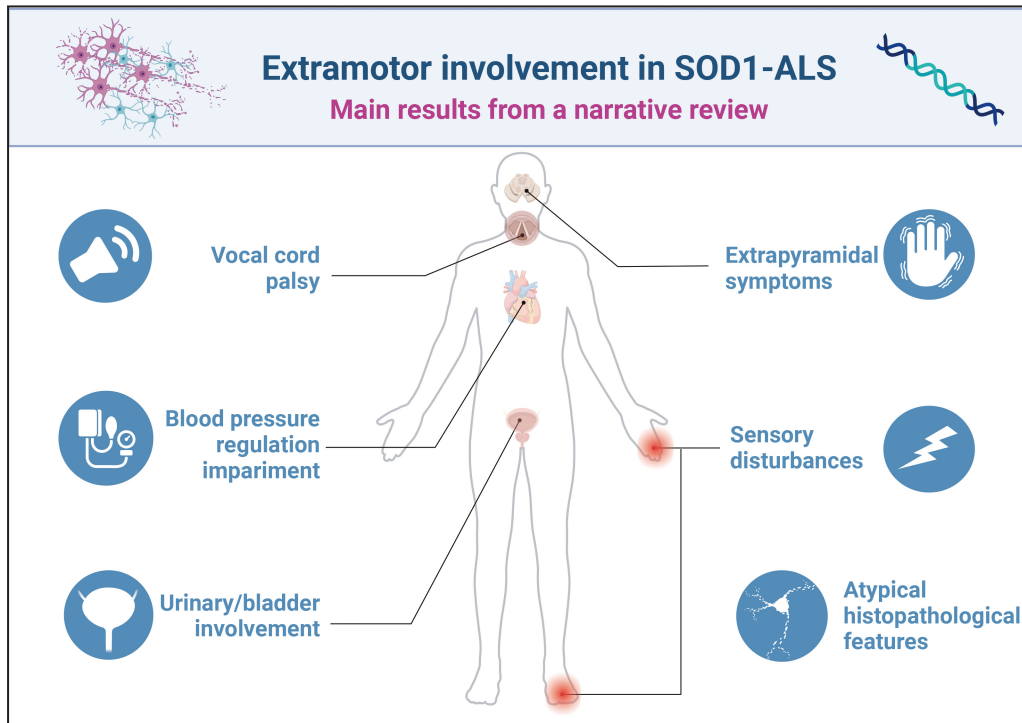 Extramotor involvement in SOD1-ALS
Main results from a narrative review
Vocal cord
palsy
Extrapyramidal
symptoms
Blood pressure
regulation
impariment
Sensory
disturbances
Urinary/bladder
involvement
Atypical
histopathological
features